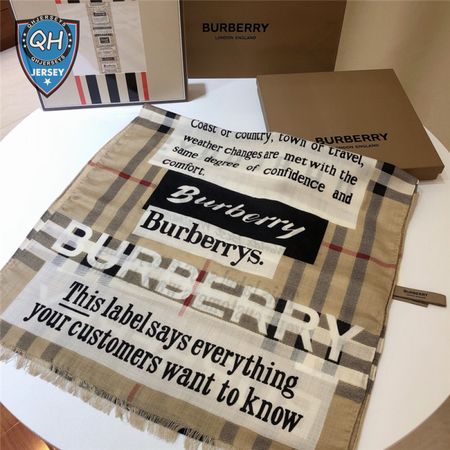 QH
QHJERSEYS
JERSEY
BURBERRY
LONDON ENGLAND
BURBERRY
Coast or country, town or travel,
weather changes are met with the
same degree of confidence and
comfort.
Burberry
Burberrys.
BURBERRY
BURBERRY
This label says everything
your customers want to know